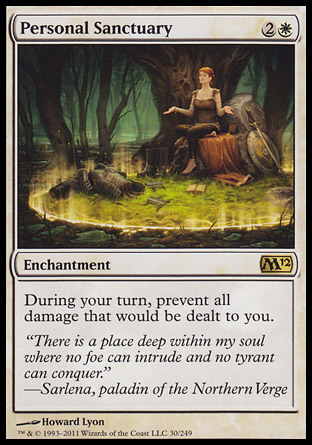 Personal Sanctuary 2
Enchantment M12
During your turn, prevent all
damage that would be dealt to you.
“There is a place deep within my soul
where no foe can intrude and no tyrant
can conquer.”
—Sarlena, paladin of the Northern Verge
Howard Lyon
™ & © 1993–2011 Wizards of the Coast LLC 30/249